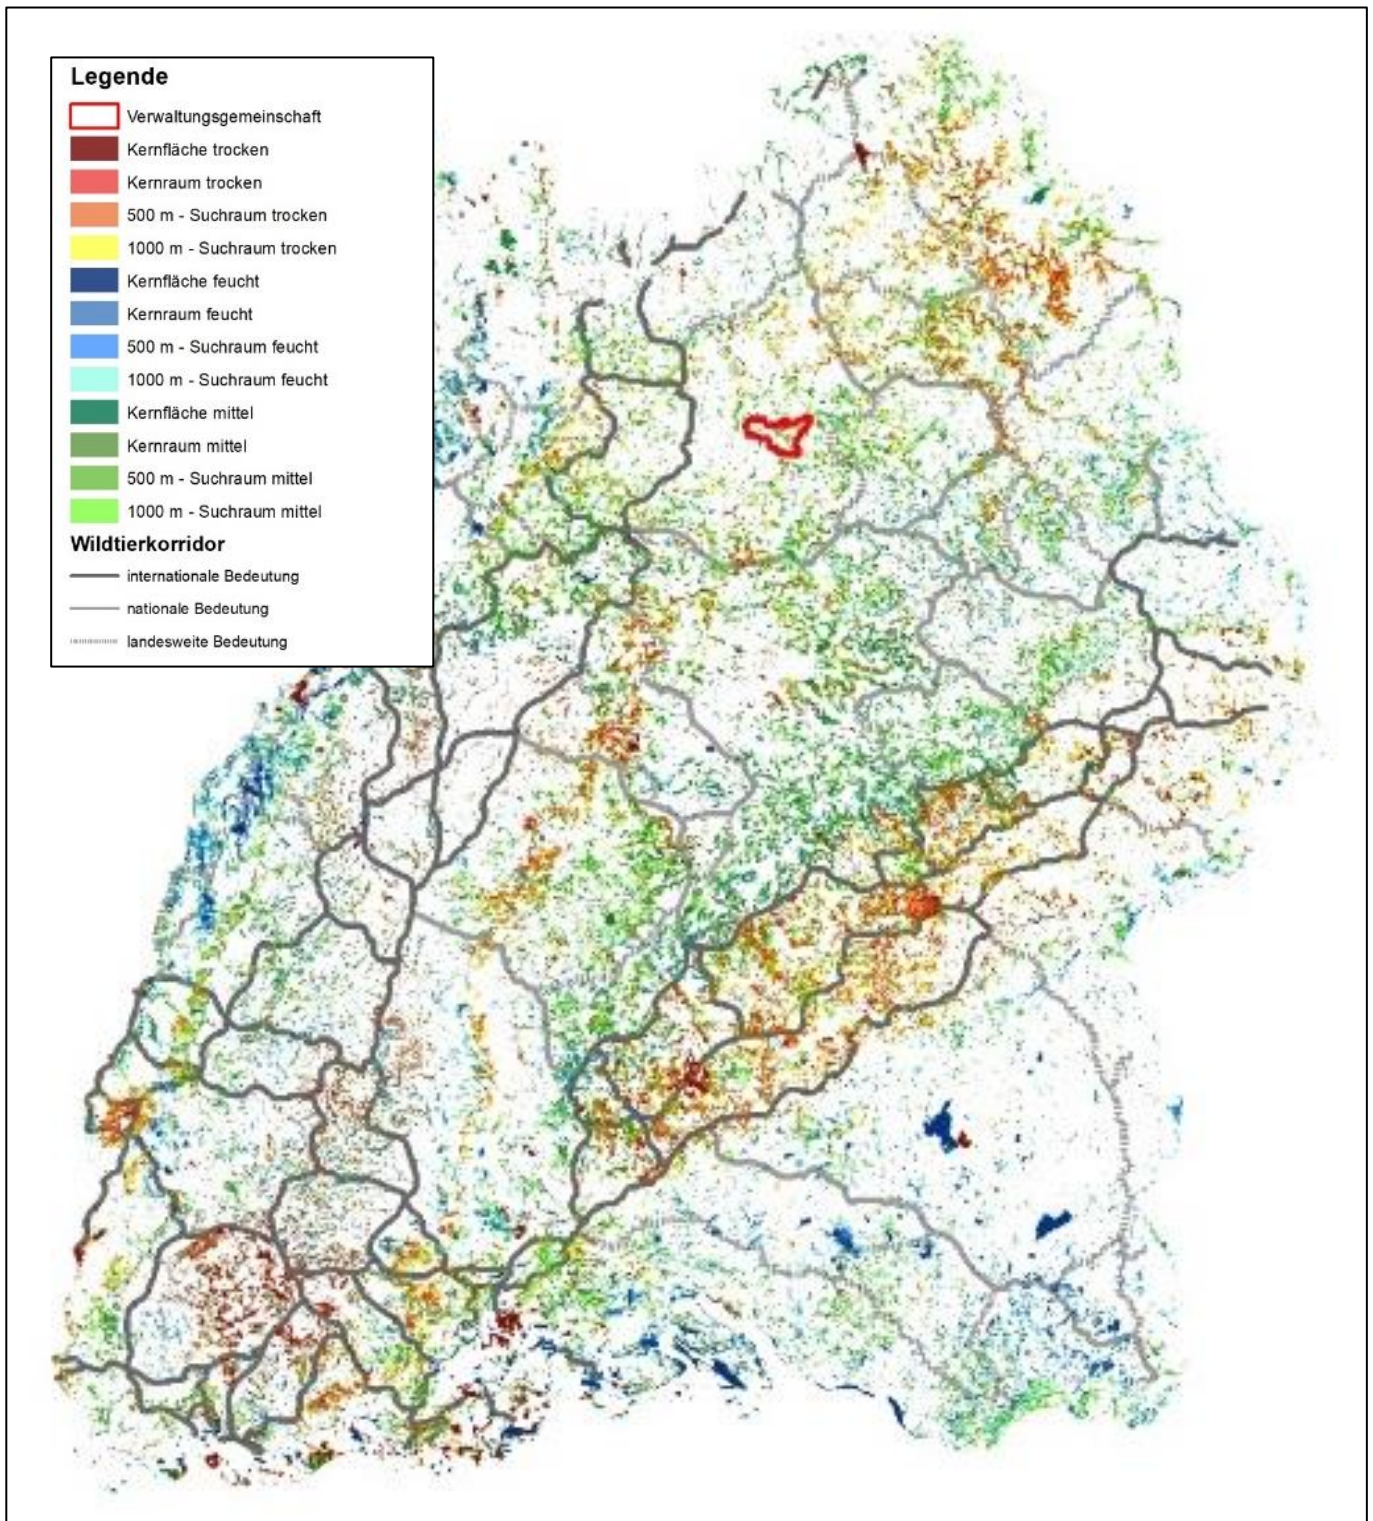 Legende
Verwaltungsgemeinschaft
Kernfläche trocken
Kernraum trocken
500 m - Suchraum trocken
1000 m - Suchraum trocken
Kernfläche feucht
Kernraum feucht
500 m - Suchraum feucht
1000 m - Suchraum feucht
Kernfläche mittel
Kernraum mittel
500 m - Suchraum mittel
1000 m - Suchraum mittel
Wildtierkorridor
internationale Bedeutung
nationale Bedeutung
landesweite Bedeutung